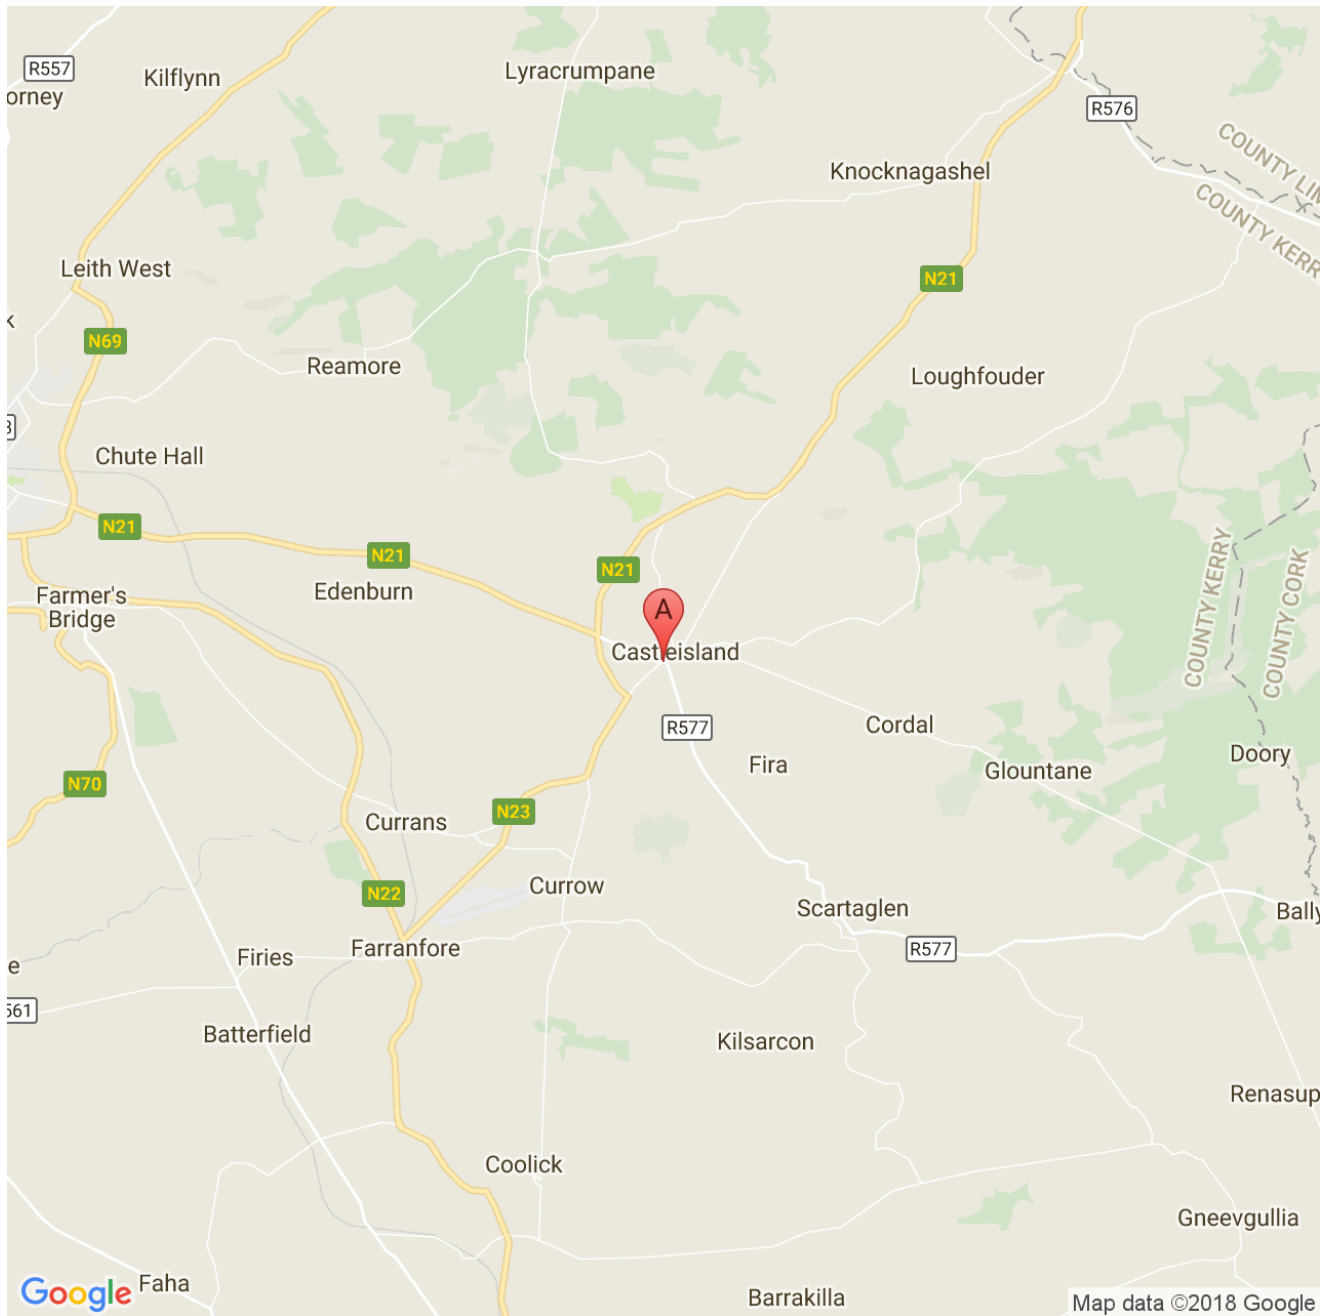 R557
Kilflynn
orney
Lyracrumpane
R576
COUNTY LIM
COUNTY KERR
Knocknagashel
Leith West
N21
k
N69
Reamore
Loughfouder
3
Chute Hall
N21
N21
N21
Edenburn
Farmer's
Bridge
A
Castleisland
COUNTY KERRY
COUNTY CORK
R577
Cordal
Doory
Fira
Glountane
N70
N23
Currans
N22
Currow
Scartaglen
Bally
Farranfore
R577
Firies
e
561
Batterfield
Kilsarcon
Renasup
Coolick
Gneevgullia
Google
Faha
Barrakilla
Map data ©2018 Google